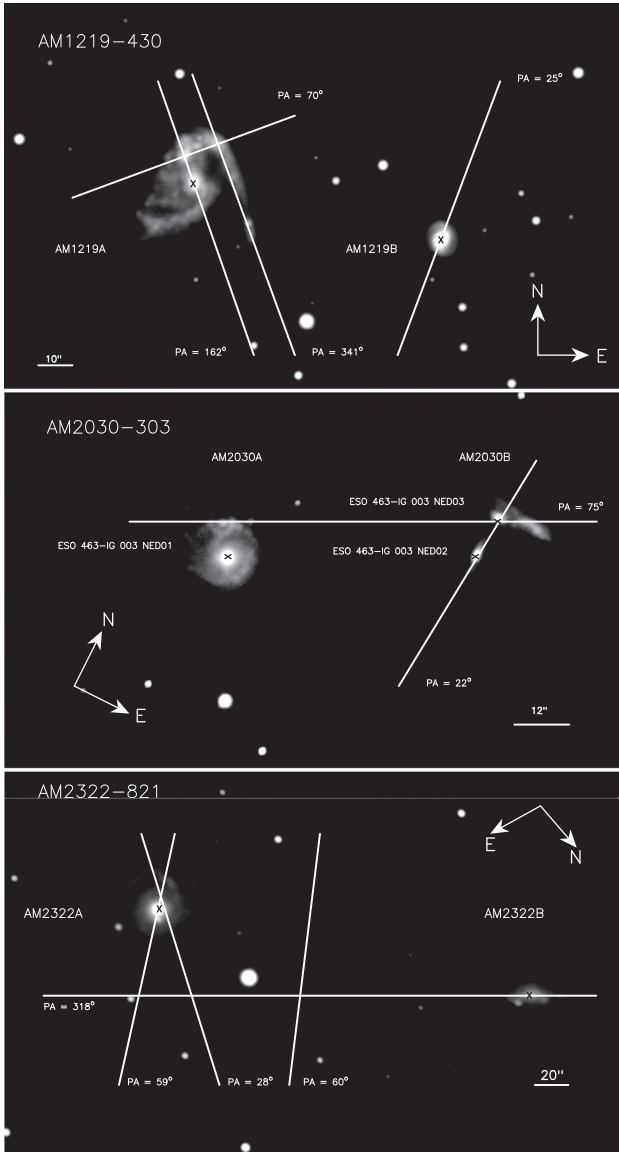 AM1219−430
PA = 70°
PA = 25°
AM1219A
AM1219B
N
E
PA = 162°
PA = 341°
10"
AM2030−303
AM2030A
AM2030B
ESO 463−IG 003 NED03
PA = 75°
ESO 463−IG 003 NED01
ESO 463−IG 003 NED02
N
E
PA = 22°
12"
AM2322−821
E
N
AM2322A
AM2322B
PA = 318°
PA = 59°
PA = 28°
PA = 60°
20"